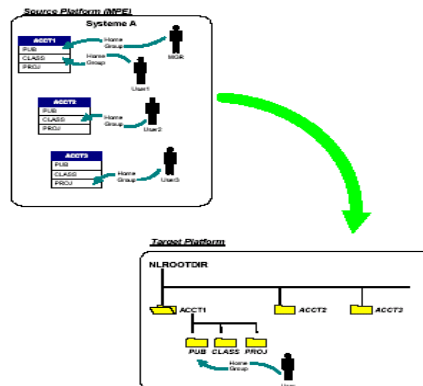 Source Platform (MPE)
Systeme A
ACCT1
PUB
CLASS
PROJ
Home
Group
MGR
Home
Group
User1
ACCT2
PUB
CLASS
PROJ
Home
Group
User2
ACCT3
PUB
CLASS
PROJ
Home
Group
User3
Target Platform
NLROOTDIR
ACCT1
ACCT2
ACCT3
PUB CLASS PROJ
Home
Group